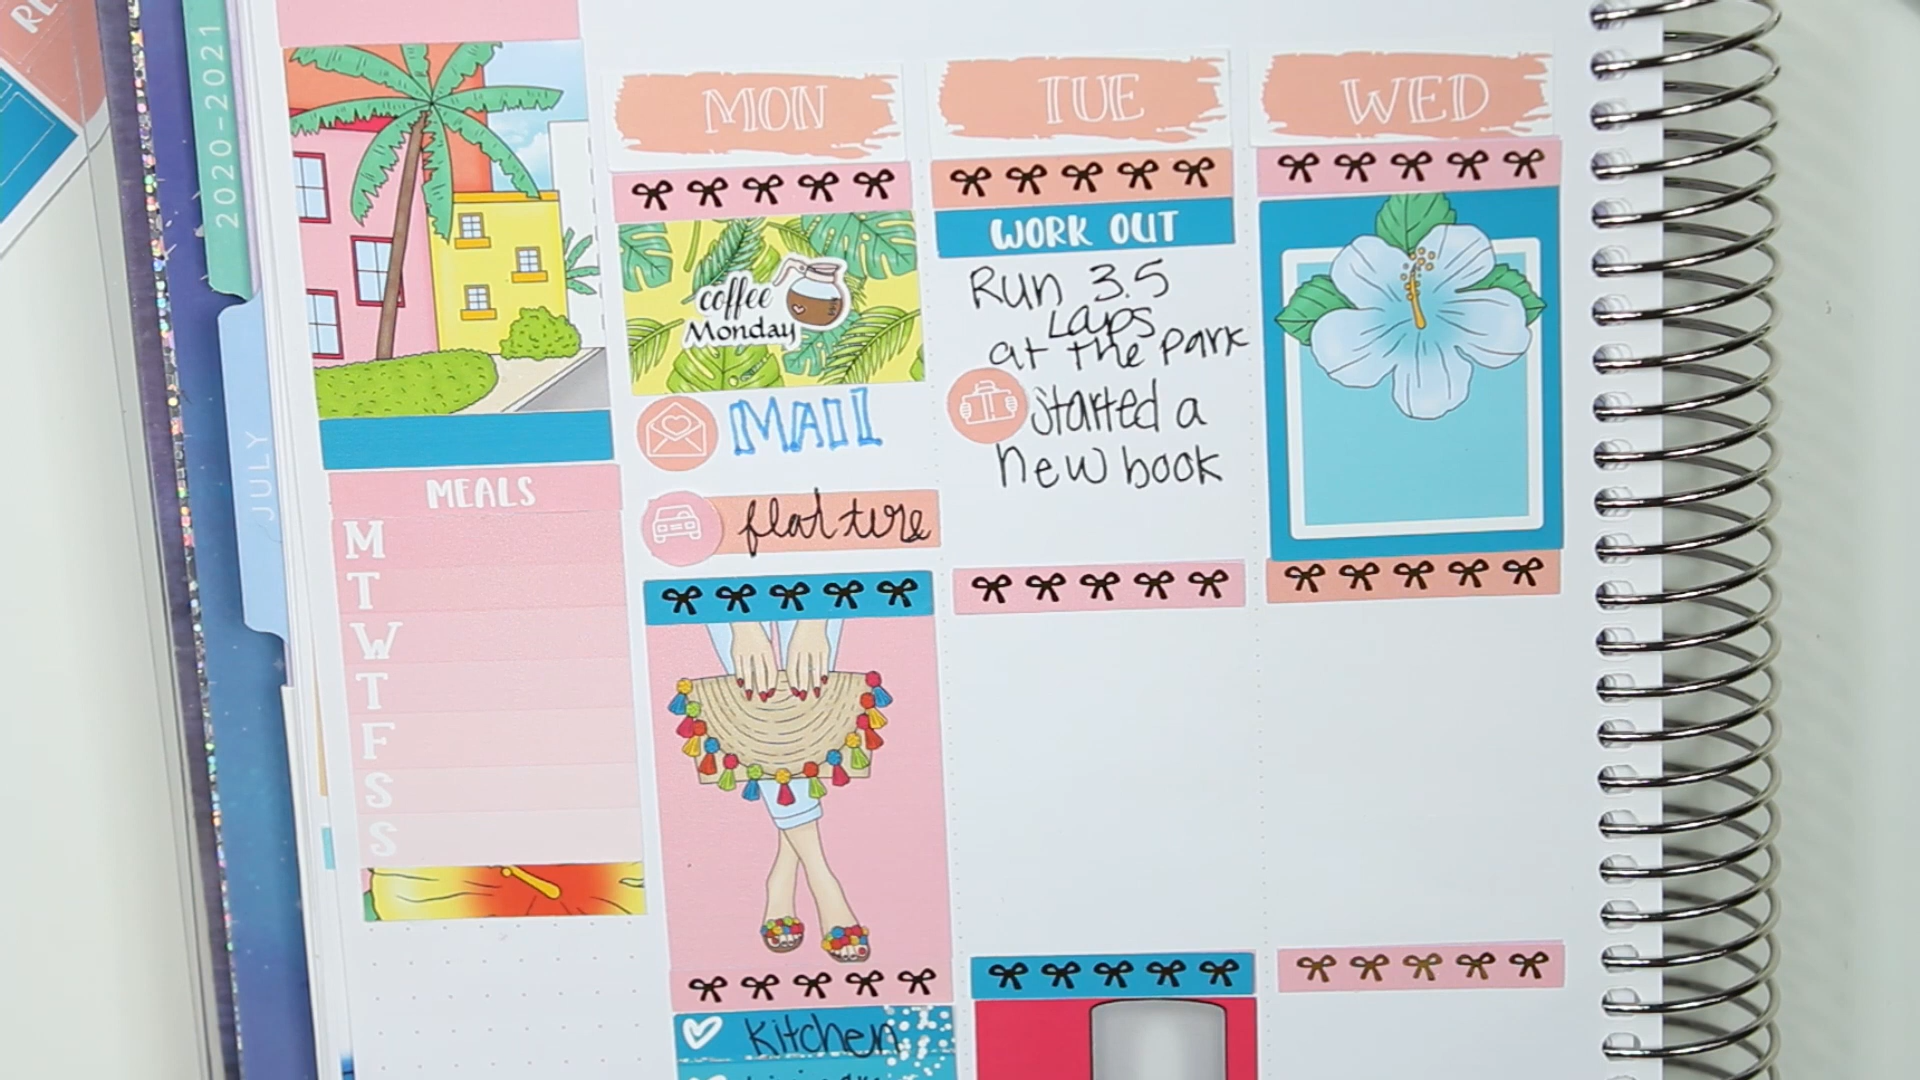 RE
2020-2021
JULY
MEALS
M
T
W
T
F
S
S
MON
coffee
Monday
MAIL
flat tire
Kitchen
TUE
WORK OUT
Run 3.5
Laps
at the park
Started a
new book
WED